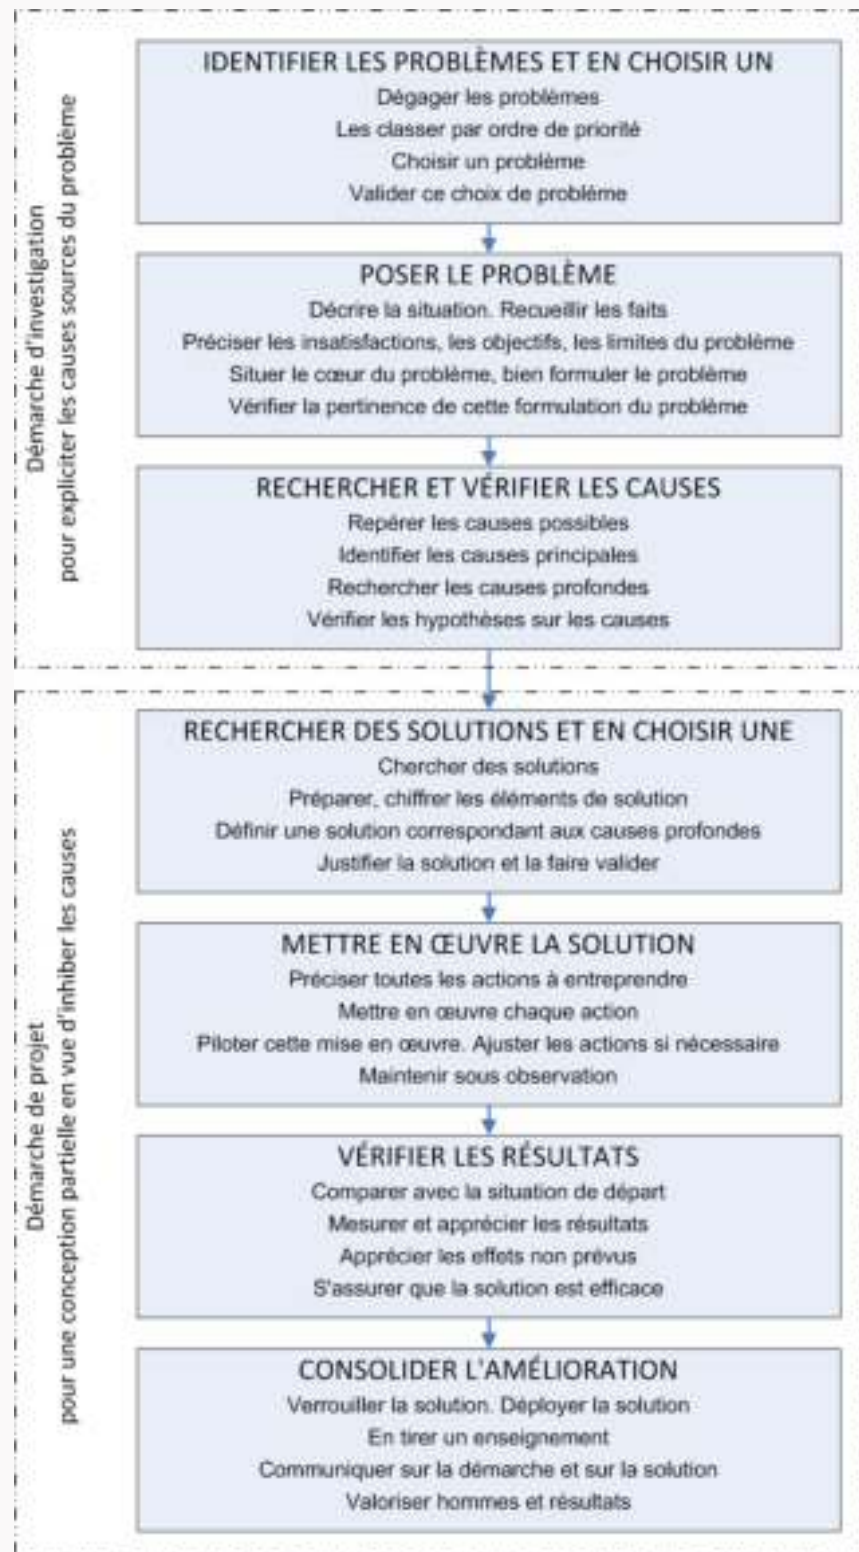 Démarche d'investigation
pour expliciter les causes sources du problème
IDENTIFIER LES PROBLÈMES ET EN CHOISIR UN
Dégager les problèmes
Les classer par ordre de priorité
Choisir un problème
Valider ce choix de problème
POSER LE PROBLÈME
Décrire la situation. Recueillir les faits
Préciser les insatisfactions, les objectifs, les limites du problème
Situer le cœur du problème, bien formuler le problème
Vérifier la pertinence de cette formulation du problème
RECHERCHER ET VÉRIFIER LES CAUSES
Repérer les causes possibles
Identifier les causes principales
Rechercher les causes profondes
Vérifier les hypothèses sur les causes
Démarche de projet
pour une conception partielle en vue d'inhiber les causes
RECHERCHER DES SOLUTIONS ET EN CHOISIR UNE
Chercher des solutions
Préparer, chiffrer les éléments de solution
Définir une solution correspondant aux causes profondes
Justifier la solution et la faire valider
METTRE EN ŒUVRE LA SOLUTION
Préciser toutes les actions à entreprendre
Mettre en œuvre chaque action
Piloter cette mise en œuvre. Ajuster les actions si nécessaire
Maintenir sous observation
VÉRIFIER LES RÉSULTATS
Comparer avec la situation de départ
Mesurer et apprécier les résultats
Apprécier les effets non prévus
S'assurer que la solution est efficace
CONSOLIDER L'AMÉLIORATION
Verrouiller la solution. Déployer la solution
En tirer un enseignement
Communiquer sur la démarche et sur la solution
Valoriser hommes et résultats